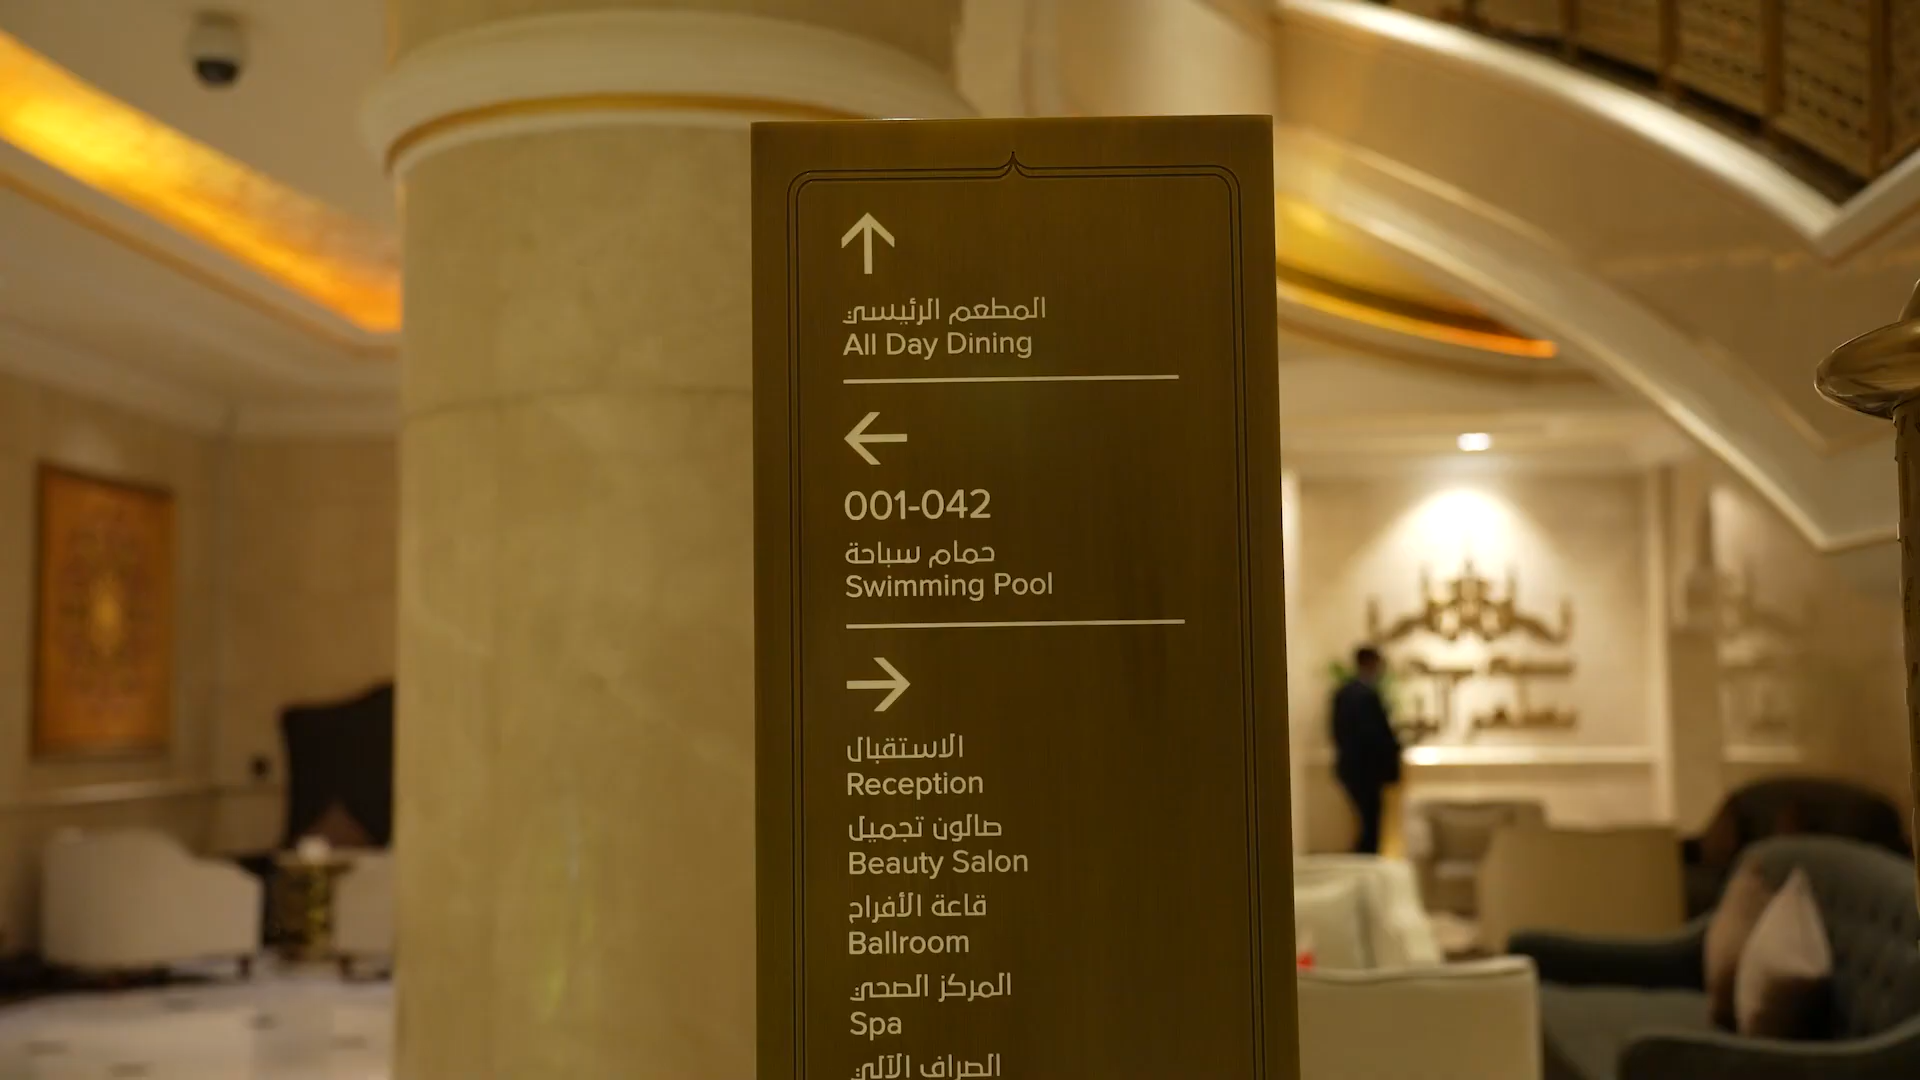 المطعم الرئيسي
All Day Dining
001-042
حمام سباحة
Swimming Pool
الاستقبال
Reception
صالون تجميل
Beauty Salon
قاعة الأفراح
Ballroom
المركز الصحي
Spa
الصراف الآلي